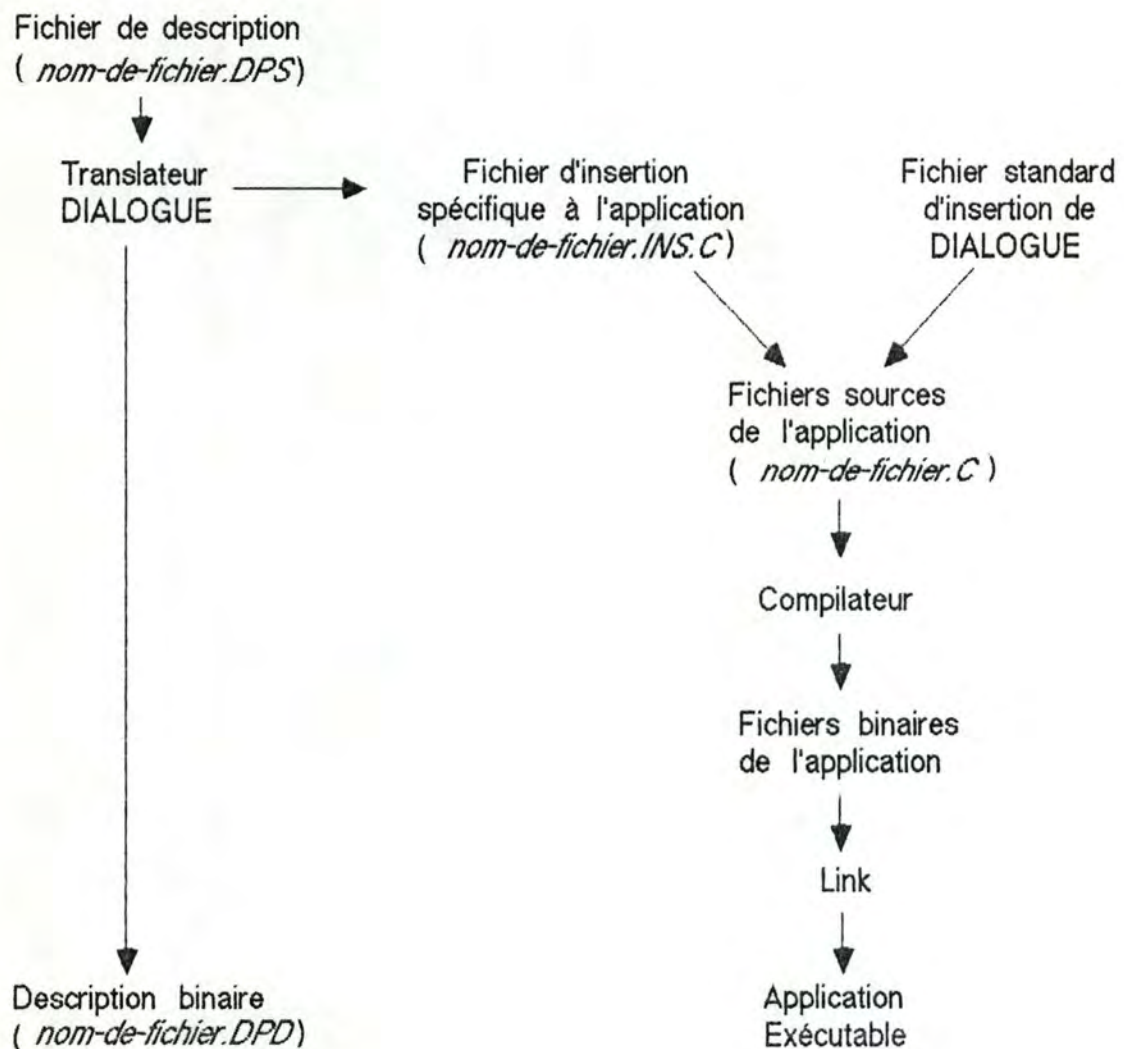 Fichier de description
( nom-de-fichier.DPS)
Translateur
DIALOGUE
Fichier d'insertion
spécifique à l'application
( nom-de-fichier.INS.C )
Fichier standard
d'insertion de
DIALOGUE
Fichiers sources
de l'application
( nom-de-fichier.C )
Compilateur
Fichiers binaires
de l'application
Link
Description binaire
( nom-de-fichier.DPD)
Application
Exécutable